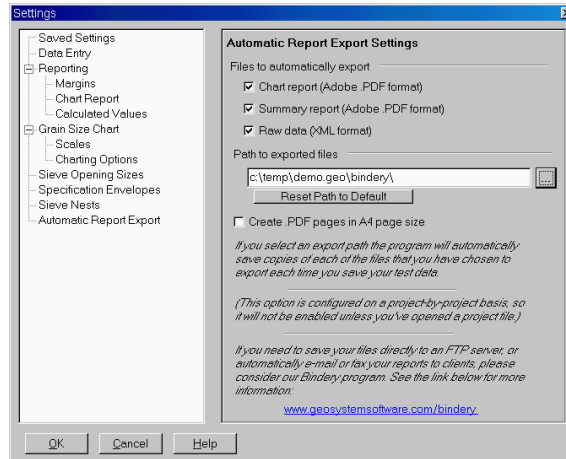 Settings
Saved Settings
Data Entry
Reporting
Margins
Chart Report
Calculated Values
Grain Size Chart
Scales
Charting Options
Sieve Opening Sizes
Specification Envelopes
Sieve Nests
Automatic Report Export
Automatic Report Export Settings
Files to automatically export
Chart report (Adobe .PDF format)
Summary report (Adobe .PDF format)
Raw data (XML format)
Path to exported files
c:\temp\demo.geo\bindery\
...
Reset Path to Default
Create .PDF pages in A4 page size
If you select an export path the program will automatically
save copies of each of the files that you have chosen to
export each time you save your test data.
(This option is configured on a project-by-project basis, so
it will not be enabled unless you've opened a project file.)
If you need to save your files directly to an FTP server, or
automatically e-mail or fax your reports to clients, please
consider our Bindery program. See the link below for more
information:
www.geosystemsoftware.com/bindery
OK
Cancel
Help